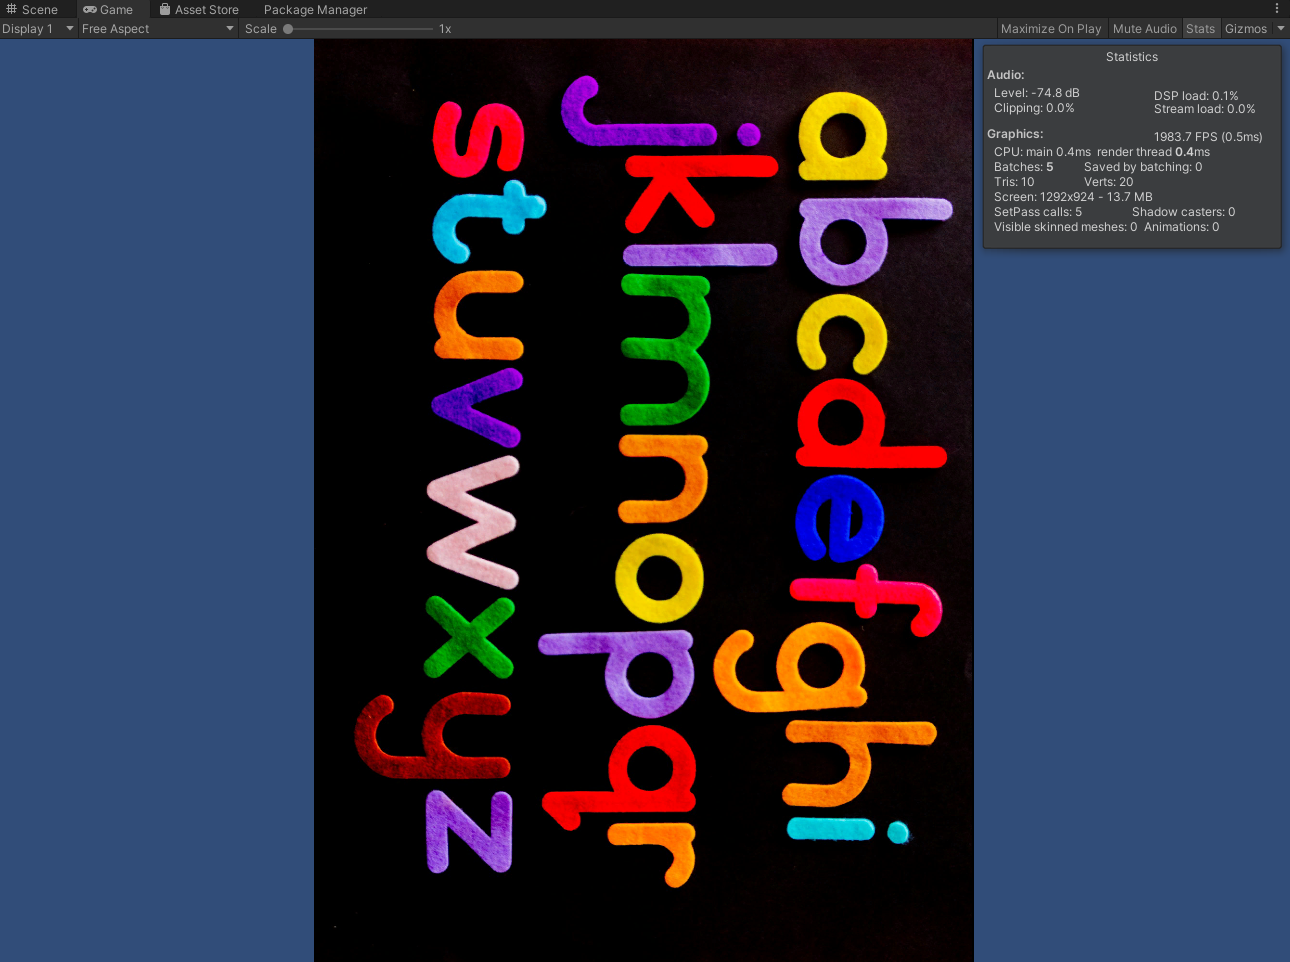 Scene Game Asset Store Package Manager
Display 1 Free Aspect Scale 1x Maximize On Play Mute Audio Stats Gizmos
Statistics
Audio:
Level: -74.8 dB DSP load: 0.1%
Clipping: 0.0% Stream load: 0.0%
Graphics: 1983.7 FPS (0.5ms)
CPU: main 0.4ms render thread 0.4ms
Batches: 5 Saved by batching: 0
Tris: 10 Verts: 20
Screen: 1292x924 - 13.7 MB
SetPass calls: 5 Shadow casters: 0
Visible skinned meshes: 0 Animations: 0
abcdefghi
jklmnopqr
stuvwxyz